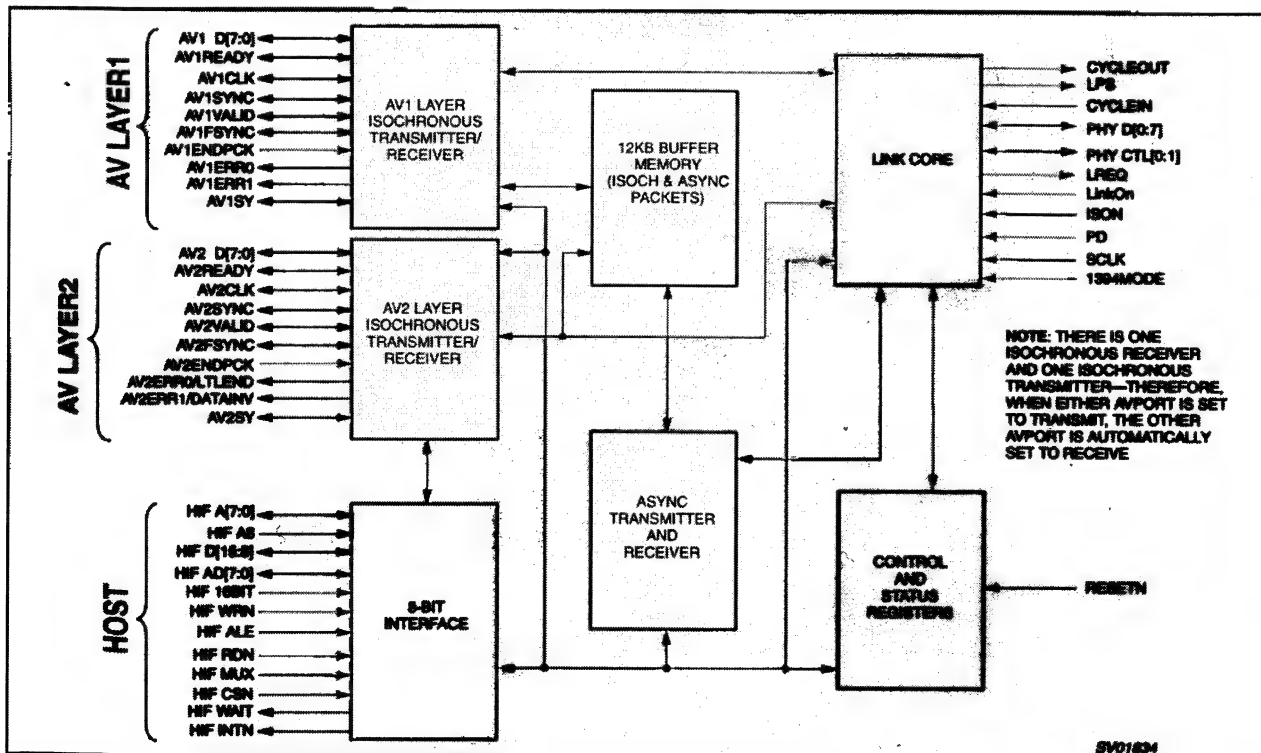 AV LAYER1
AV1 D[7:0]
AV1READY
AV1CLK
AV1SYNC
AV1VALID
AV1FSYNC
AV1ENDPCK
AV1ERR0
AV1ERR1
AV1SY
AV LAYER2
AV2 D[7:0]
AV2READY
AV2CLK
AV2SYNC
AV2VALID
AV2FSYNC
AV2ENDPCK
AV2ERR0/LTLEND
AV2ERR1/DATAINV
AV2SY
HOST
HIF A[7:0]
HIF A8
HIF D[15:8]
HIF AD[7:0]
HIF 16BIT
HIF WRN
HIF ALE
HIF RDN
HIF MUX
HIF CSN
HIF WAIT
HIF INTN
AV1 LAYER
ISOCHRONOUS
TRANSMITTER/
RECEIVER
AV2 LAYER
ISOCHRONOUS
TRANSMITTER/
RECEIVER
8-BIT
INTERFACE
12KB BUFFER
MEMORY
(ISOCH & ASYNC
PACKETS)
ASYNC
TRANSMITTER
AND
RECEIVER
LINK CORE
CONTROL
AND
STATUS
REGISTERS
CYCLEOUT
LPS
CYCLEIN
PHY D[0:7]
PHY CTL[0:1]
LREQ
LinkOn
ISON
PD
SCLK
1394MODE
NOTE: THERE IS ONE
ISOCHRONOUS RECEIVER
AND ONE ISOCHRONOUS
TRANSMITTER—THEREFORE,
WHEN EITHER AVPORT IS SET
TO TRANSMIT, THE OTHER
AVPORT IS AUTOMATICALLY
SET TO RECEIVE
RESETN
SV01834